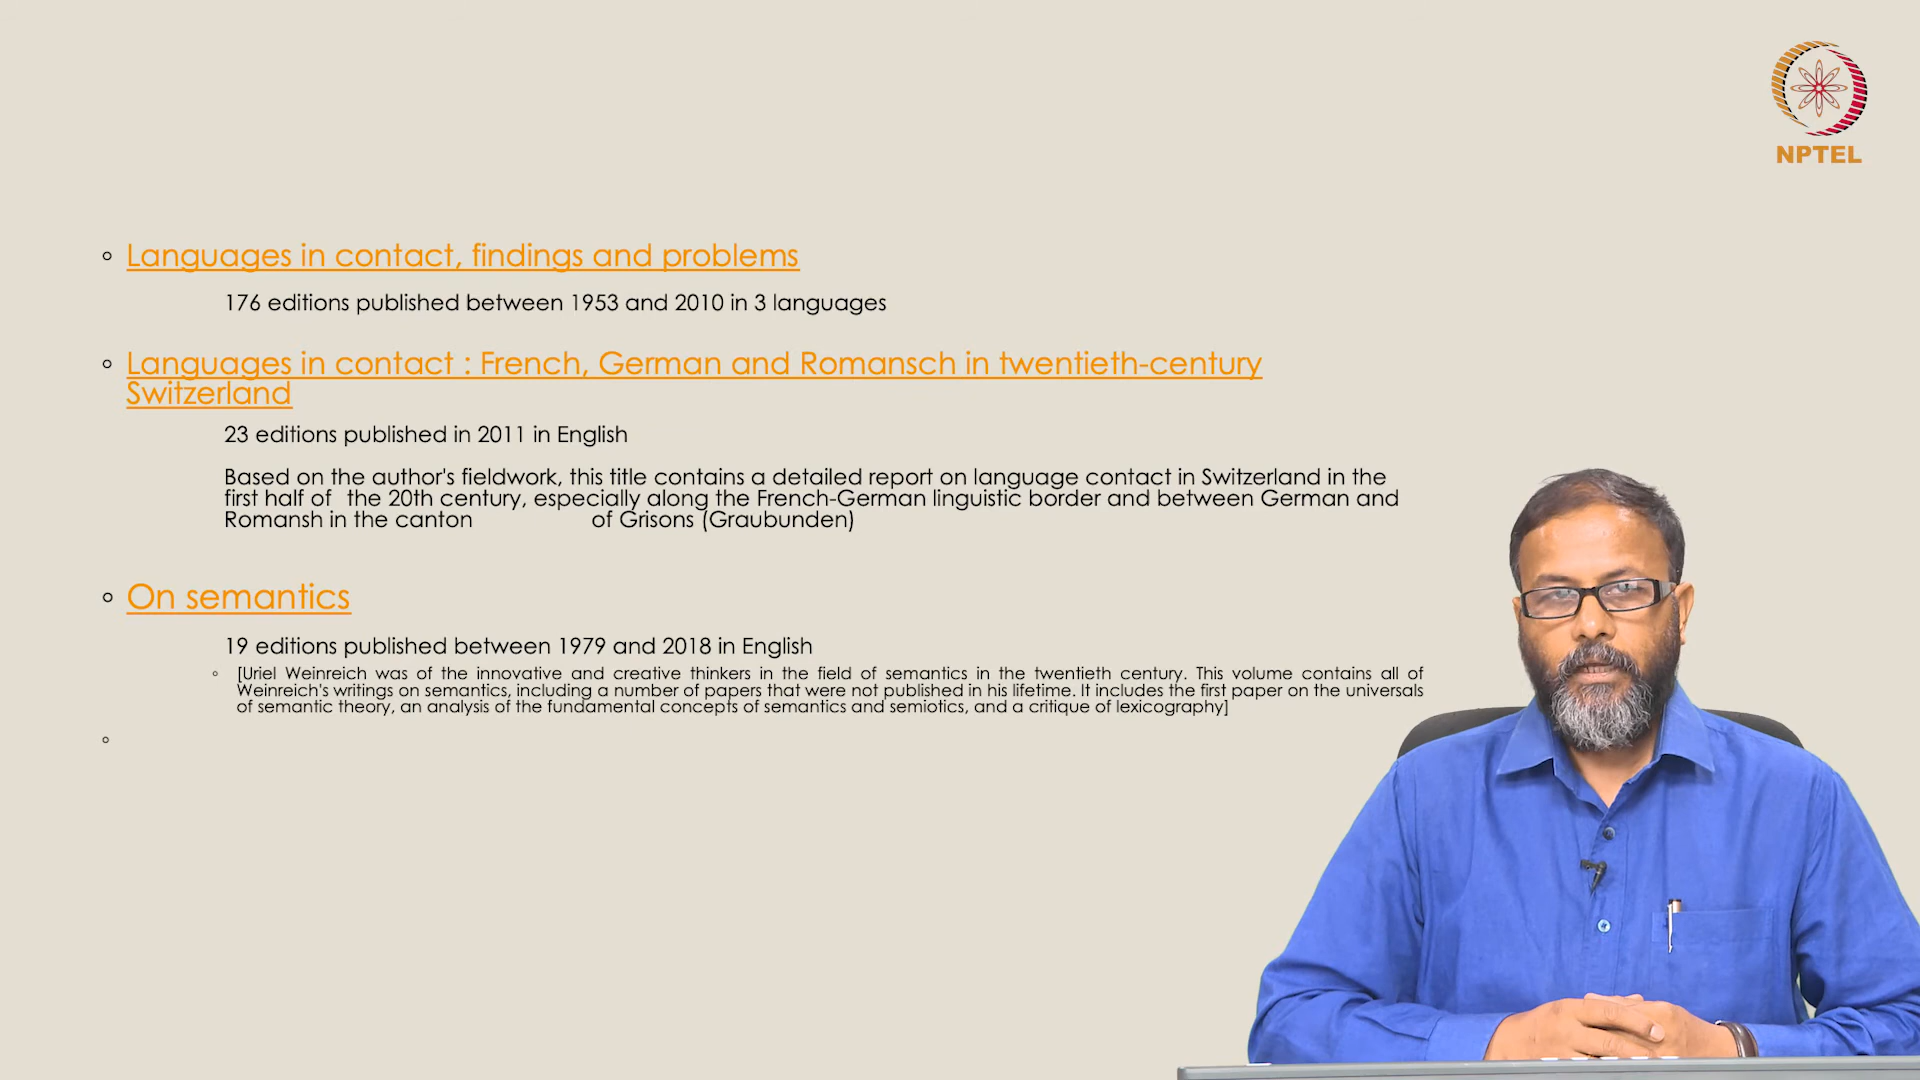 NPTEL
Languages in contact, findings and problems
176 editions published between 1953 and 2010 in 3 languages
Languages in contact : French, German and Romansch in twentieth-century
Switzerland
23 editions published in 2011 in English
Based on the author's fieldwork, this title contains a detailed report on language contact in Switzerland in the
first half of the 20th century, especially along the French-German linguistic border and between German and
Romansh in the canton of Grisons (Graubunden)
On semantics
19 editions published between 1979 and 2018 in English
[Uriel Weinreich was of the innovative and creative thinkers in the field of semantics in the twentieth century. This volume contains all of
Weinreich's writings on semantics, including a number of papers that were not published in his lifetime. It includes the first paper on the universals
of semantic theory, an analysis of the fundamental concepts of semantics and semiotics, and a critique of lexicography]